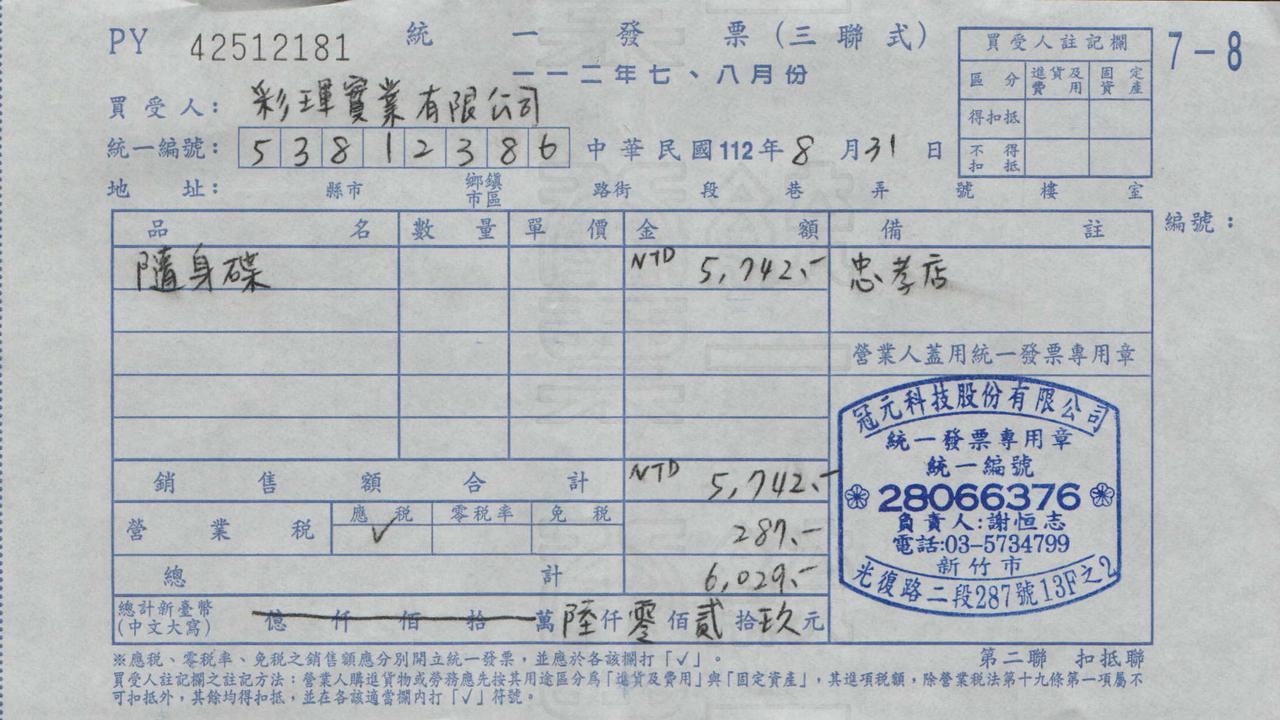 PY 42512181 統一發票(三聯式)
一一二年七、八月份
7-8
買受人註記欄
區分 進貨及費用 固定資產
得扣抵
不得扣抵
買受人: 彩琿實業有限公司
統一編號: 53812386 中華民國112年8月31日
地址: 縣市 鄉鎮市區 路街 段 巷 弄 號 樓 室
品名 數量 單價 金額 備註 編號:
隨身碟 NTD 5,742.- 忠孝店
營業人蓋用統一發票專用章
銷售額合計 NTD 5,742.-
營業稅 應稅 ✓ 零稅率 免稅 287.-
總計 6,029.-
總計新臺幣(中文大寫) 億仟佰拾萬陸仟零佰貳拾玖元
冠元科技股份有限公司
統一發票專用章
統一編號
28066376
負責人:謝恒志
電話:03-5734799
新竹市
光復路二段287號13F之2
※應稅、零稅率、免稅之銷售額應分別開立統一發票,並應於各該欄打「✓」。
第二聯 扣抵聯
買受人註記欄之註記方法:營業人購進貨物或勞務應先按其用途區分為「進貨及費用」與「固定資產」,其進項稅額,除營業稅法第十九條第一項屬不
可扣抵外,其餘均得扣抵,並在各該適當欄內打「✓」符號。